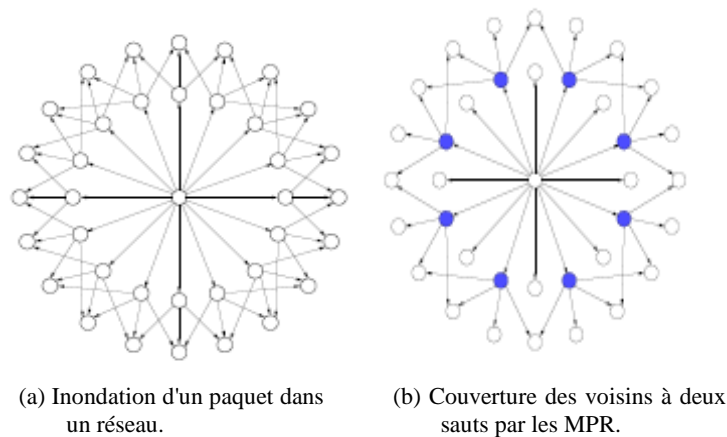 (a) Inondation d'un paquet dans
un réseau.
(b) Couverture des voisins à deux
sauts par les MPR.